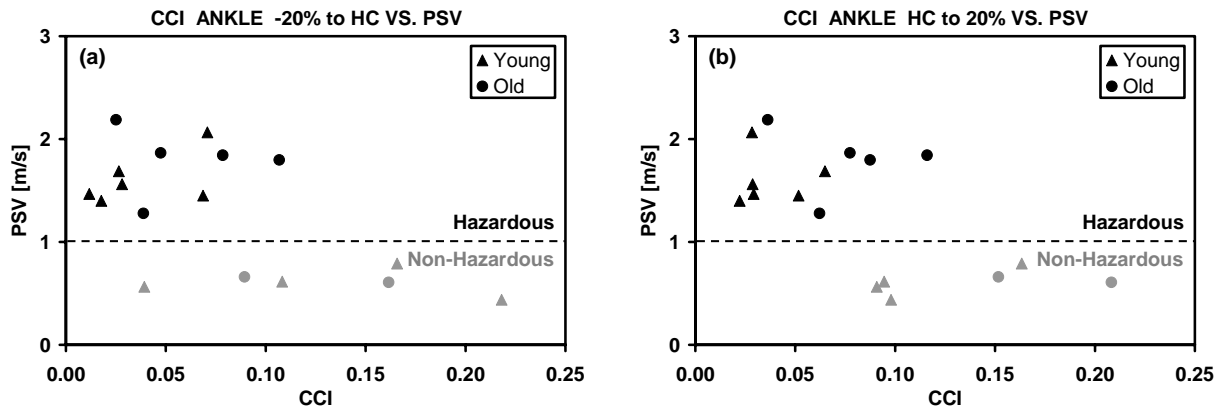 CCI ANKLE -20% to HC VS. PSV
(a)
Young
Old
3
2
1
0
PSV [m/s]
Hazardous
Non-Hazardous
0.00 0.05 0.10 0.15 0.20 0.25
CCI
CCI ANKLE HC to 20% VS. PSV
(b)
Young
Old
3
2
1
0
PSV [m/s]
Hazardous
Non-Hazardous
0.00 0.05 0.10 0.15 0.20 0.25
CCI